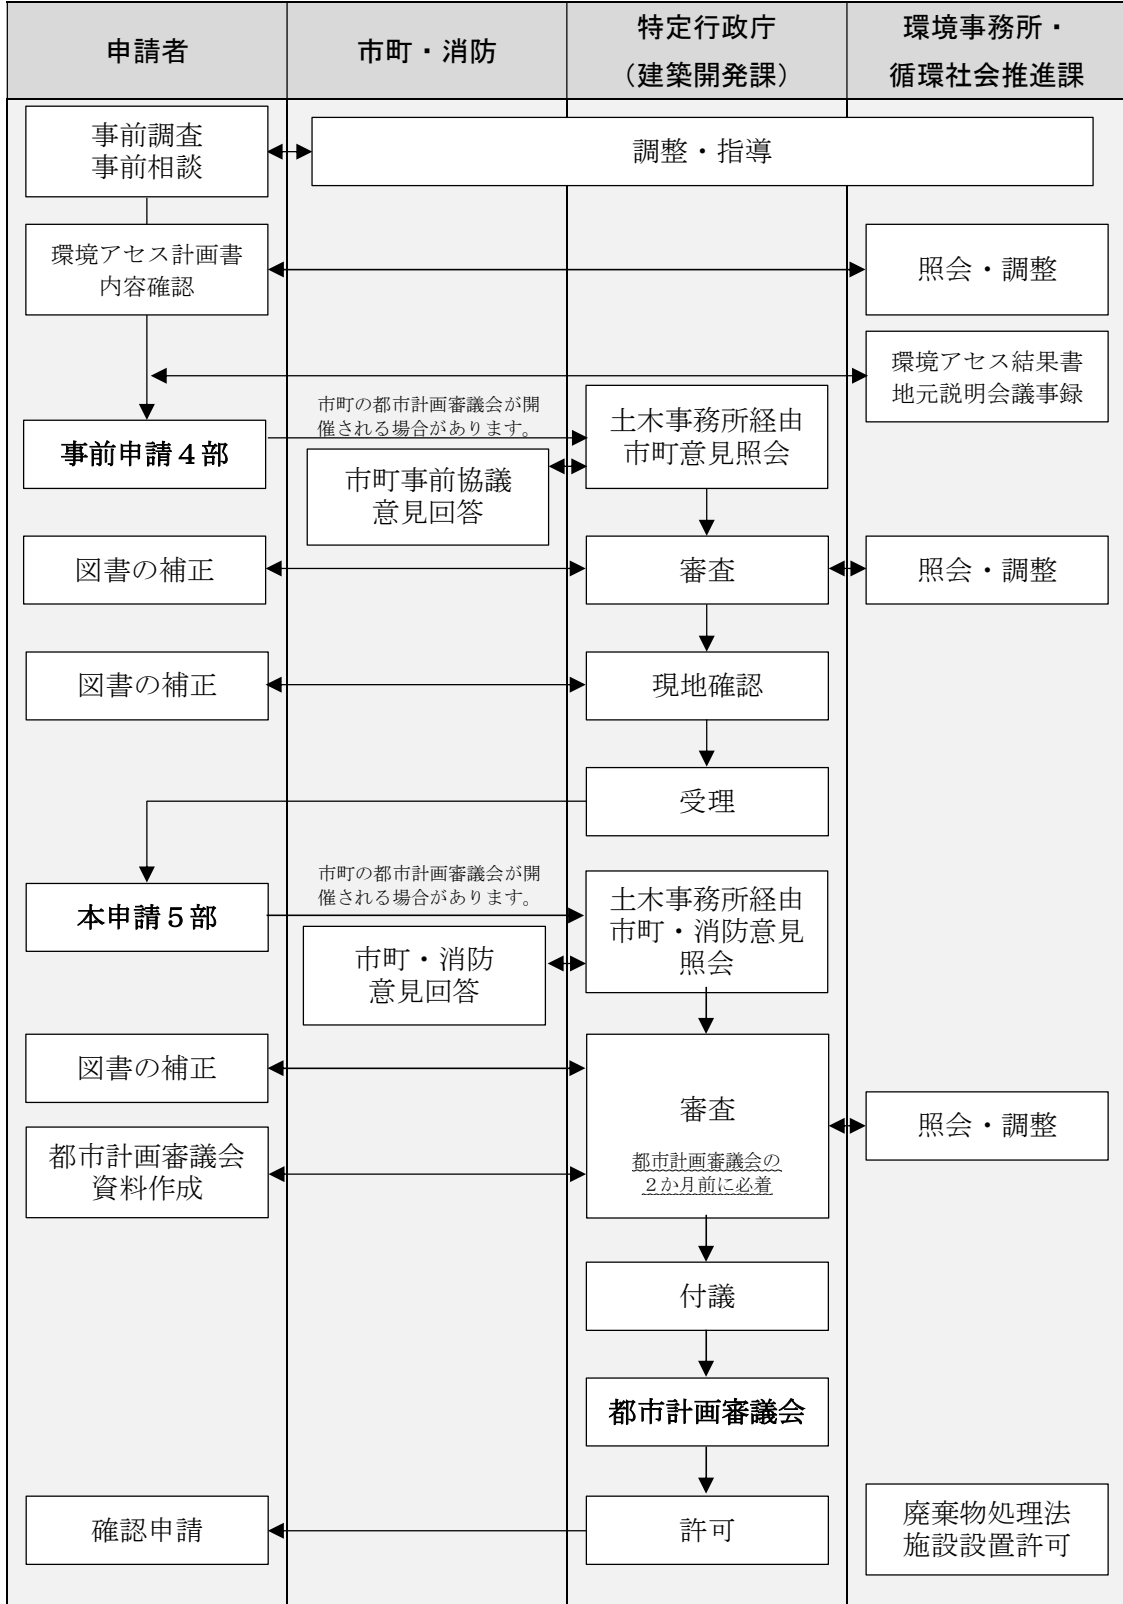 申請者
市町・消防
特定行政庁
（建築開発課）
環境事務所・
循環社会推進課
事前調査
事前相談
調整・指導
環境アセス計画書
内容確認
照会・調整
環境アセス結果書
地元説明会議事録
市町の都市計画審議会が開
催される場合があります。
事前申請４部
土木事務所経由
市町意見照会
市町事前協議
意見回答
図書の補正
審査
照会・調整
図書の補正
現地確認
受理
市町の都市計画審議会が開
催される場合があります。
本申請５部
土木事務所経由
市町・消防意見
照会
市町・消防
意見回答
図書の補正
審査
都市計画審議会の
２か月前に必着
照会・調整
都市計画審議会
資料作成
付議
都市計画審議会
確認申請
許可
廃棄物処理法
施設設置許可